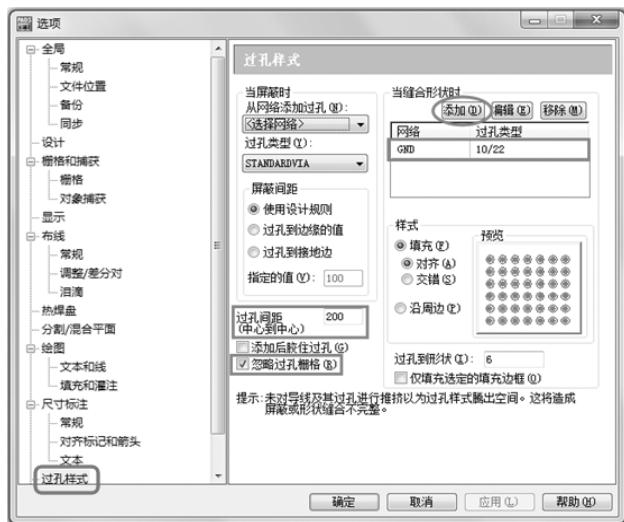 选项
全局
常规
文件位置
备份
同步
设计
栅格和捕获
栅格
对象捕获
显示
布线
常规
调整/差分对
泪滴
热焊盘
分割/混合平面
绘图
文本和线
填充和灌注
尺寸标注
常规
对齐标记和箭头
文本
过孔样式
过孔样式
当屏蔽时
从网络添加过孔(N):
<选择网络>
过孔类型(Y):
STANDARDVIA
屏蔽间距
使用设计规则
过孔到边缘的值
过孔到接地边
指定的值(V): 100
过孔间距 200
(中心到中心)
添加后胶住过孔(G)
忽略过孔栅格(R)
当缝合形状时
添加(D) 编辑(E) 移除(M)
网络 过孔类型
GND 10/22
样式
填充(F)
对齐(A)
交错(S)
沿周边(P)
预览
过孔到形状(I): 6
仅填充选定的填充边框(O)
提示:未对导线及其过孔进行推挤以为过孔样式腾出空间。这将造成
屏蔽或形状缝合不完整。
确定 取消 应用(L) 帮助(H)